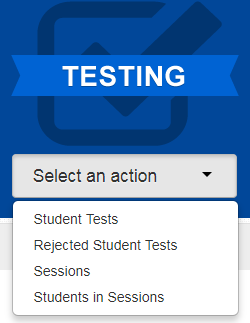 TESTING
Select an action
Student Tests
Rejected Student Tests
Sessions
Students in Sessions